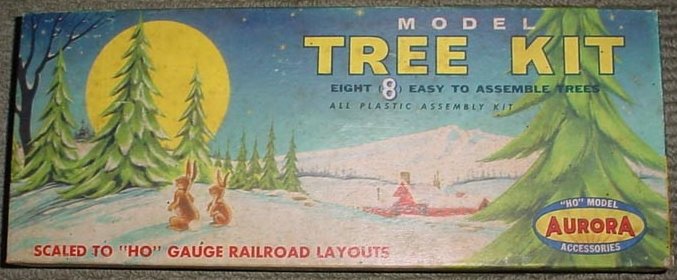 MODEL
TREE KIT
EIGHT (8) EASY TO ASSEMBLE TREES
ALL PLASTIC ASSEMBLY KIT
"HO" MODEL
AURORA
ACCESSORIES
SCALED TO "HO" GAUGE RAILROAD LAYOUTS